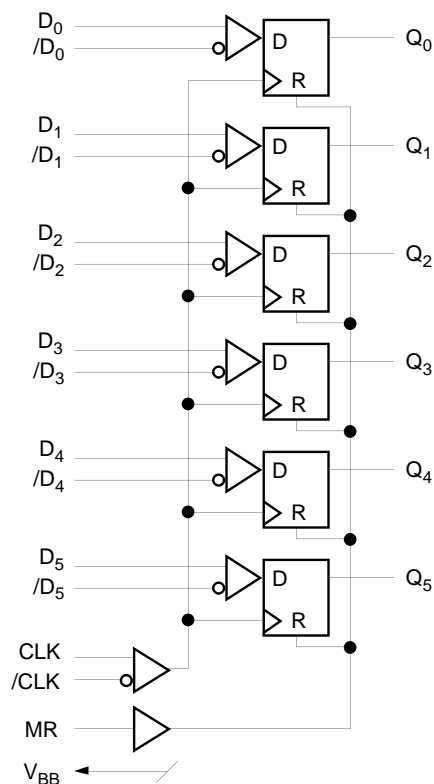 D0
/D0
D
R
Q0
D1
/D1
D
R
Q1
D2
/D2
D
R
Q2
D3
/D3
D
R
Q3
D4
/D4
D
R
Q4
D5
/D5
D
R
Q5
CLK
/CLK
MR
VBB